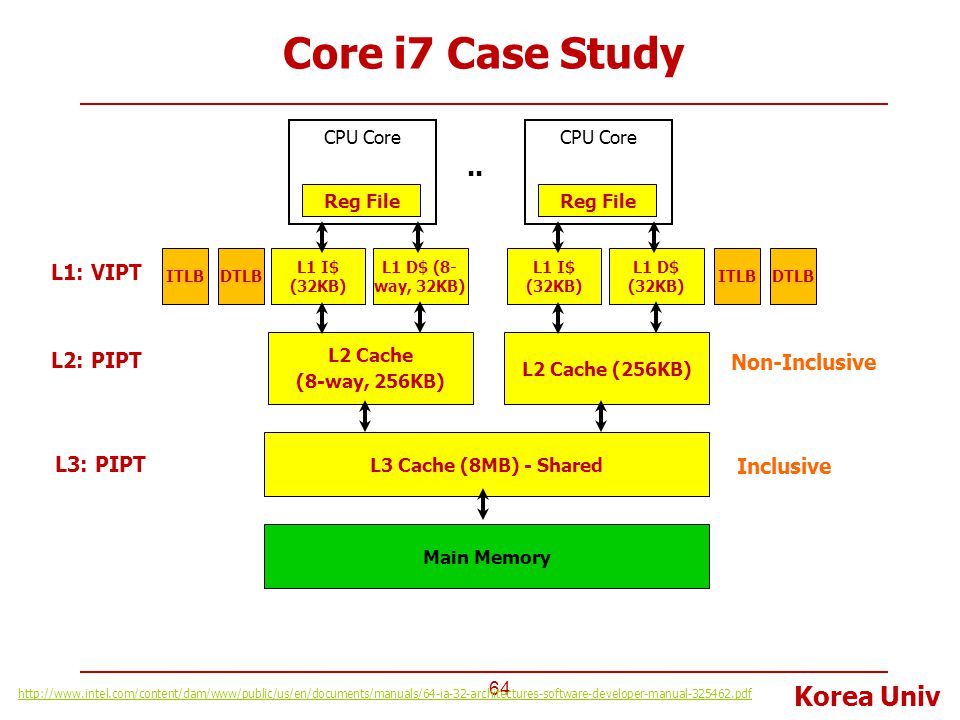 Core i7 Case Study
CPU Core
CPU Core
..
Reg File
Reg File
L1: VIPT
ITLB
DTLB
L1 I$
(32KB)
L1 D$ (8-
way, 32KB)
L1 I$
(32KB)
L1 D$
(32KB)
ITLB
DTLB
L2: PIPT
L2 Cache
(8-way, 256KB)
L2 Cache (256KB)
Non-Inclusive
L3: PIPT
L3 Cache (8MB) - Shared
Inclusive
Main Memory
64
http://www.intel.com/content/dam/www/public/us/en/documents/manuals/64-ia-32-architectures-software-developer-manual-325462.pdf
Korea Univ